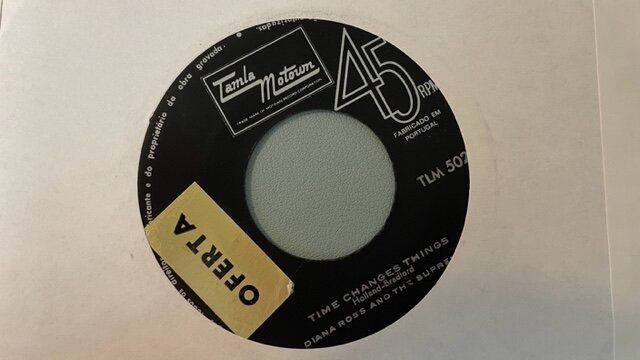 Tamla
Motown
TRADE MARK OF MOTOWN RECORD CORPORATION
45
RPM
FABRICADO EM
PORTUGAL
TLM 502
OFERTA
TIME CHANGES THINGS
Holland-Bradford
DIANA ROSS AND THE SUPRE
ricante e do proprietário da obra gravada.